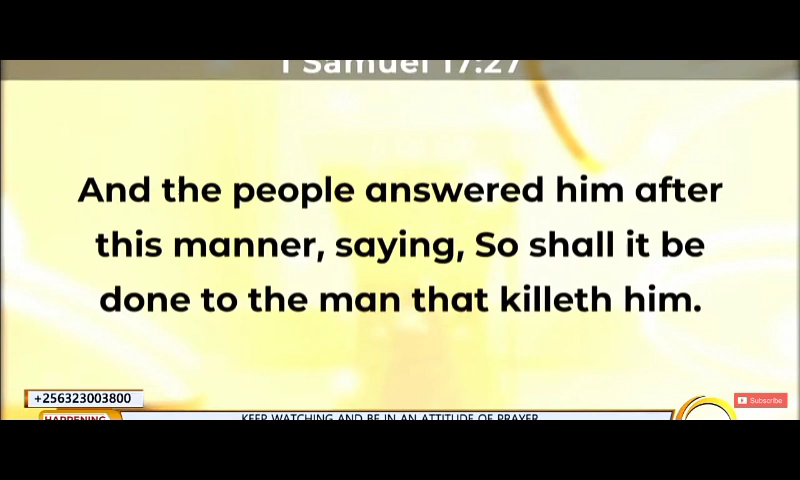 1 Samuel 17:27
And the people answered him after
this manner, saying, So shall it be
done to the man that killeth him.
+256323003800
Subscribe
HAPPENING
KEEP WATCHING AND BE IN AN ATTITUDE OF PRAYER